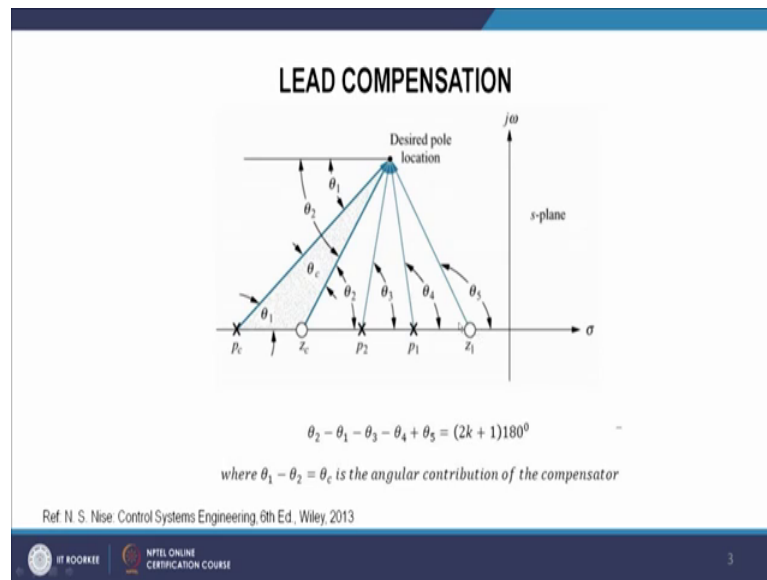 LEAD COMPENSATION
jω
Desired pole
location
θ₁
θ₂
s-plane
θc
θ₁
θ₂
θ₃
θ₄
θ₅
σ
pc
zc
p₂
p₁
z₁
θ₂ − θ₁ − θ₃ − θ₄ + θ₅ = (2k + 1)180⁰
where θ₁ − θ₂ = θc is the angular contribution of the compensator
Ref: N. S. Nise: Control Systems Engineering, 6th Ed., Wiley, 2013
IIT ROORKEE
NPTEL ONLINE
CERTIFICATION COURSE
3